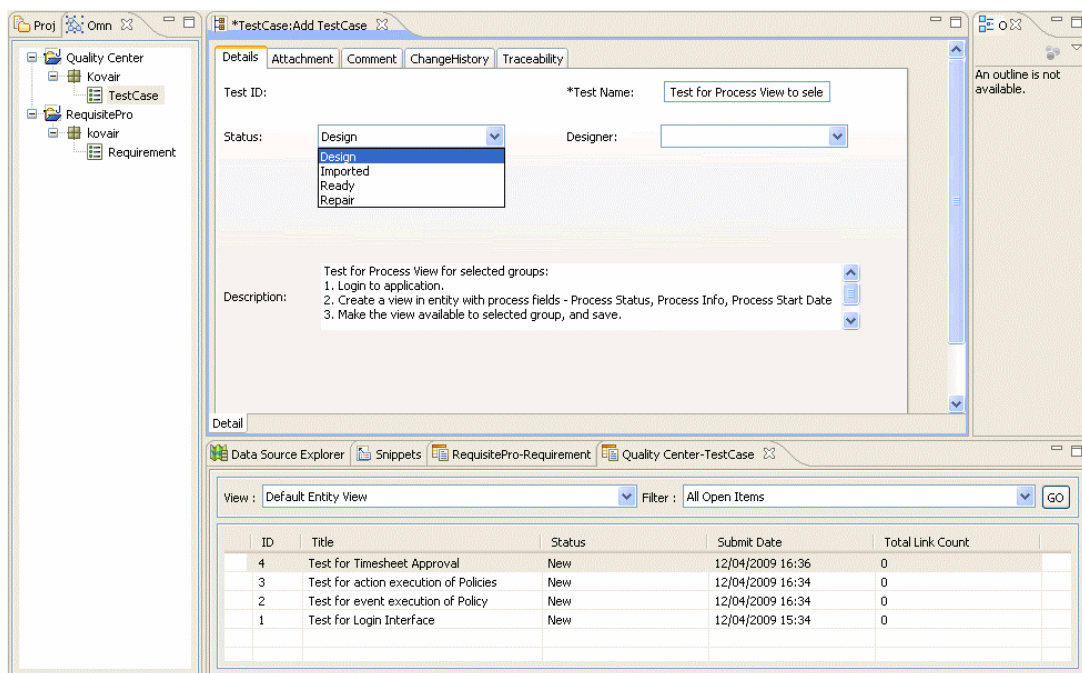 Proj
Omn
Quality Center
Kovair
TestCase
RequisitePro
kovair
Requirement
*TestCase:Add TestCase
Details
Attachment
Comment
ChangeHistory
Traceability
Test ID:
*Test Name:
Test for Process View to sele
Status:
Design
Designer:
Design
Imported
Ready
Repair
Description:
Test for Process View for selected groups:
1. Login to application.
2. Create a view in entity with process fields - Process Status, Process Info, Process Start Date
3. Make the view available to selected group, and save.
Detail
O
An outline is not
available.
Data Source Explorer
Snippets
RequisitePro-Requirement
Quality Center-TestCase
View :
Default Entity View
Filter :
All Open Items
GO
ID Title Status Submit Date Total Link Count
4 Test for Timesheet Approval New 12/04/2009 16:36 0
3 Test for action execution of Policies New 12/04/2009 16:34 0
2 Test for event execution of Policy New 12/04/2009 16:34 0
1 Test for Login Interface New 12/04/2009 15:34 0